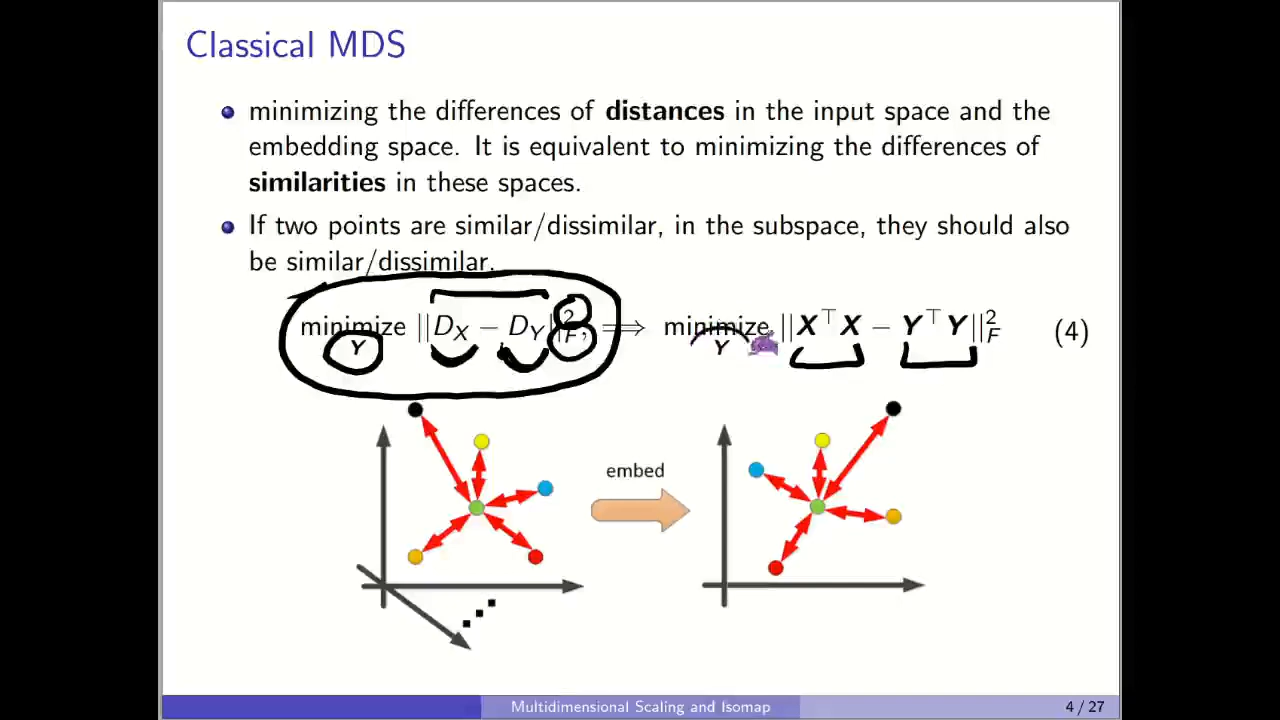 Classical MDS
minimizing the differences of distances in the input space and the
embedding space. It is equivalent to minimizing the differences of
similarities in these spaces.
If two points are similar/dissimilar, in the subspace, they should also
be similar/dissimilar.
minimize ||D_X − D_Y||²_F, ⟹ minimize ||X^⊤X − Y^⊤Y||²_F (4)
Y Y
embed
Multidimensional Scaling and Isomap 4 / 27